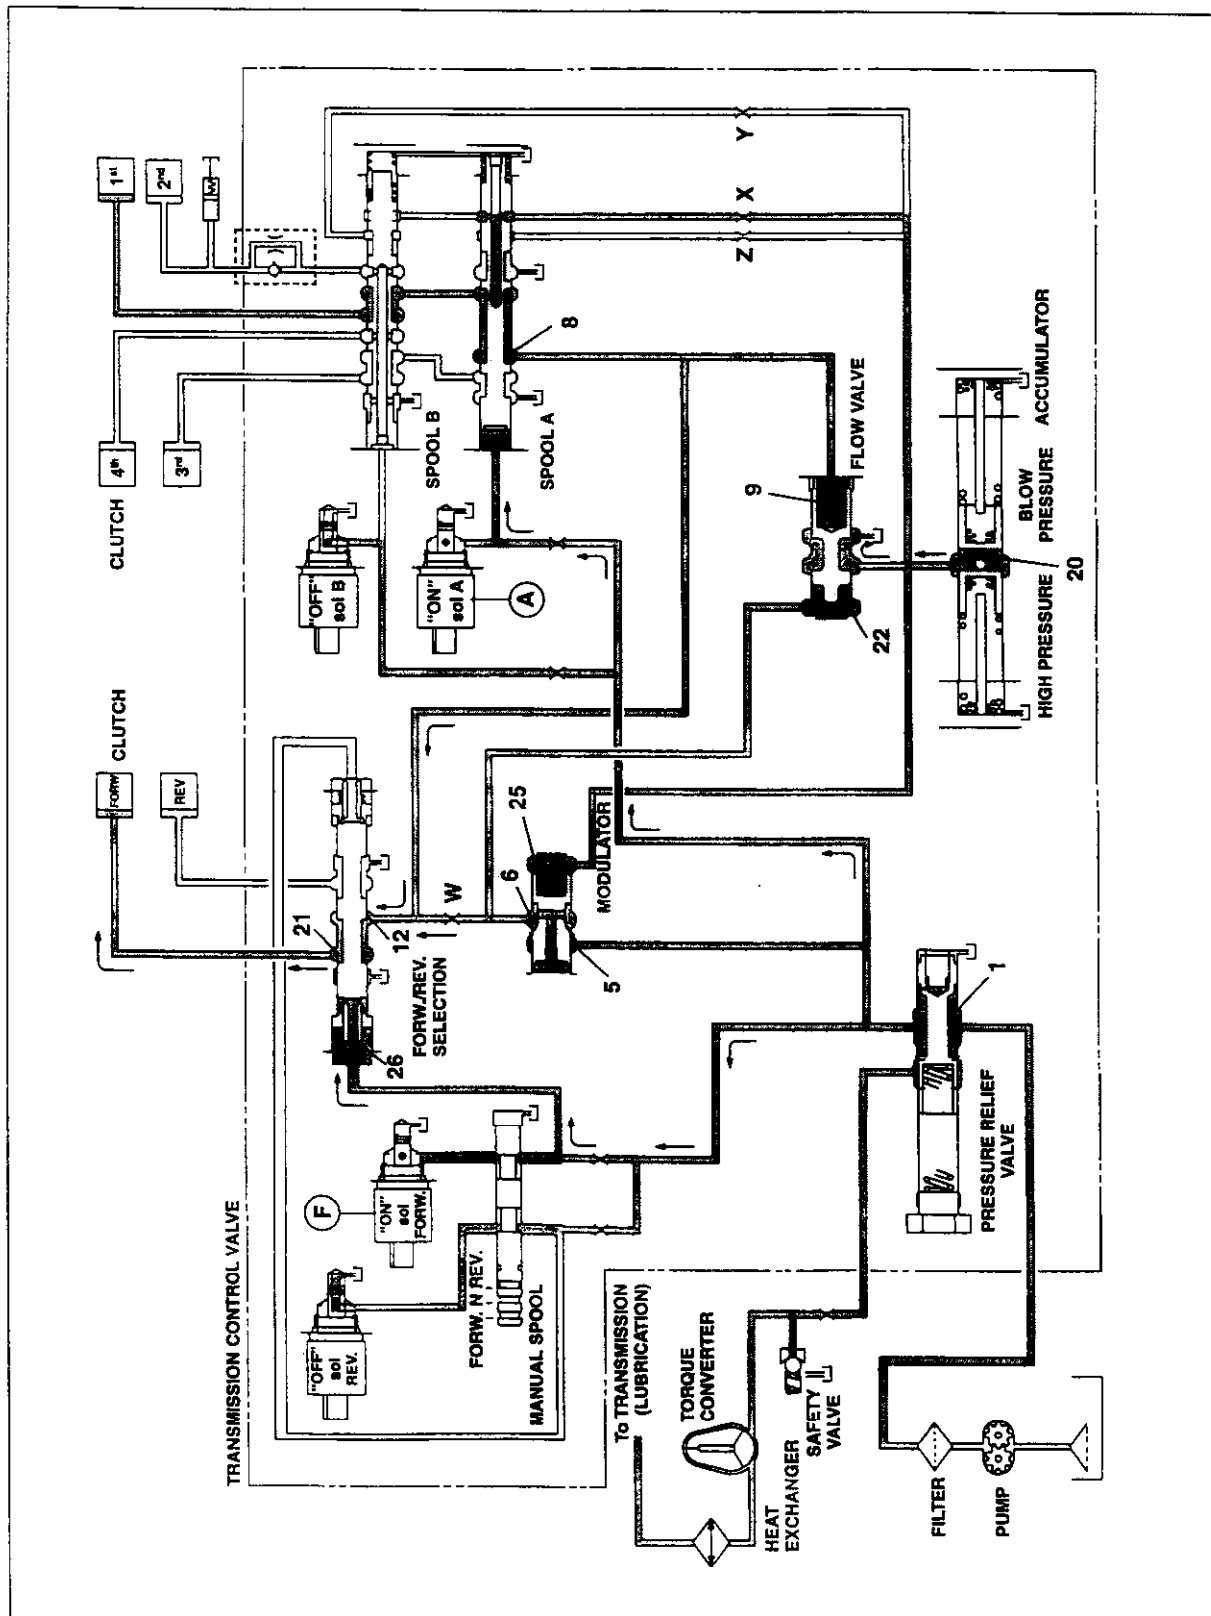 TRANSMISSION CONTROL VALVE
CLUTCH
FORW
REV
CLUTCH
4th
3rd
1st
2nd
"OFF"
sol
REV.
"ON"
sol
FORW.
F
FORW. N REV.
MANUAL SPOOL
26
21
12
FORW./REV.
SELECTION
W
"OFF"
sol B
"ON"
sol A
A
SPOOL B
SPOOL A
8
Z
X
Y
6
25
5
MODULATOR
9
22
FLOW VALVE
To TRANSMISSION
(LUBRICATION)
TORQUE
CONVERTER
HEAT
EXCHANGER
SAFETY
VALVE
1
PRESSURE RELIEF
VALVE
HIGH PRESSURE
BLOW
PRESSURE
ACCUMULATOR
20
FILTER
PUMP